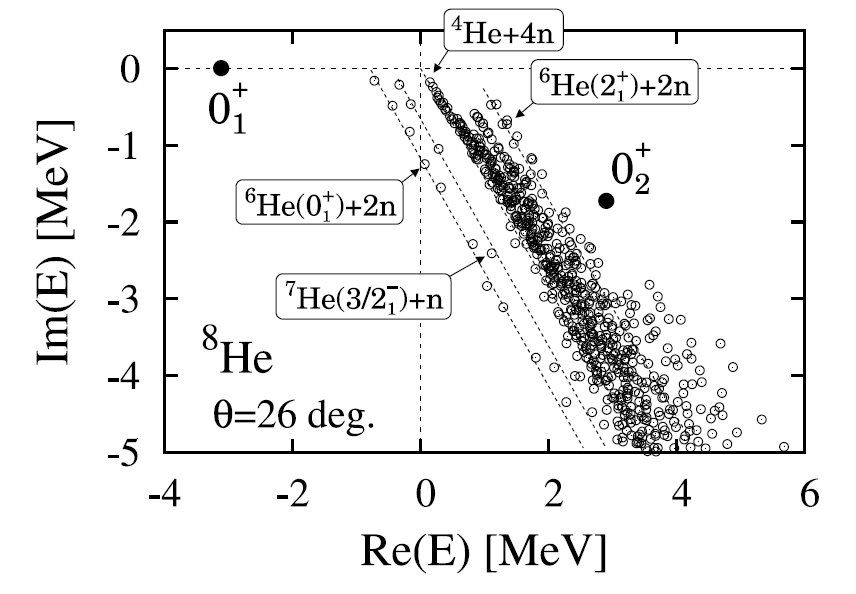 ⁴He+4n
⁶He(2₁⁺)+2n
0
0₁⁺
0₂⁺
-1
⁶He(0₁⁺)+2n
-2
⁷He(3/2₁⁻)+n
-3
⁸He
-4
θ=26 deg.
-5
-4 -2 0 2 4 6
Re(E) [MeV]
Im(E) [MeV]